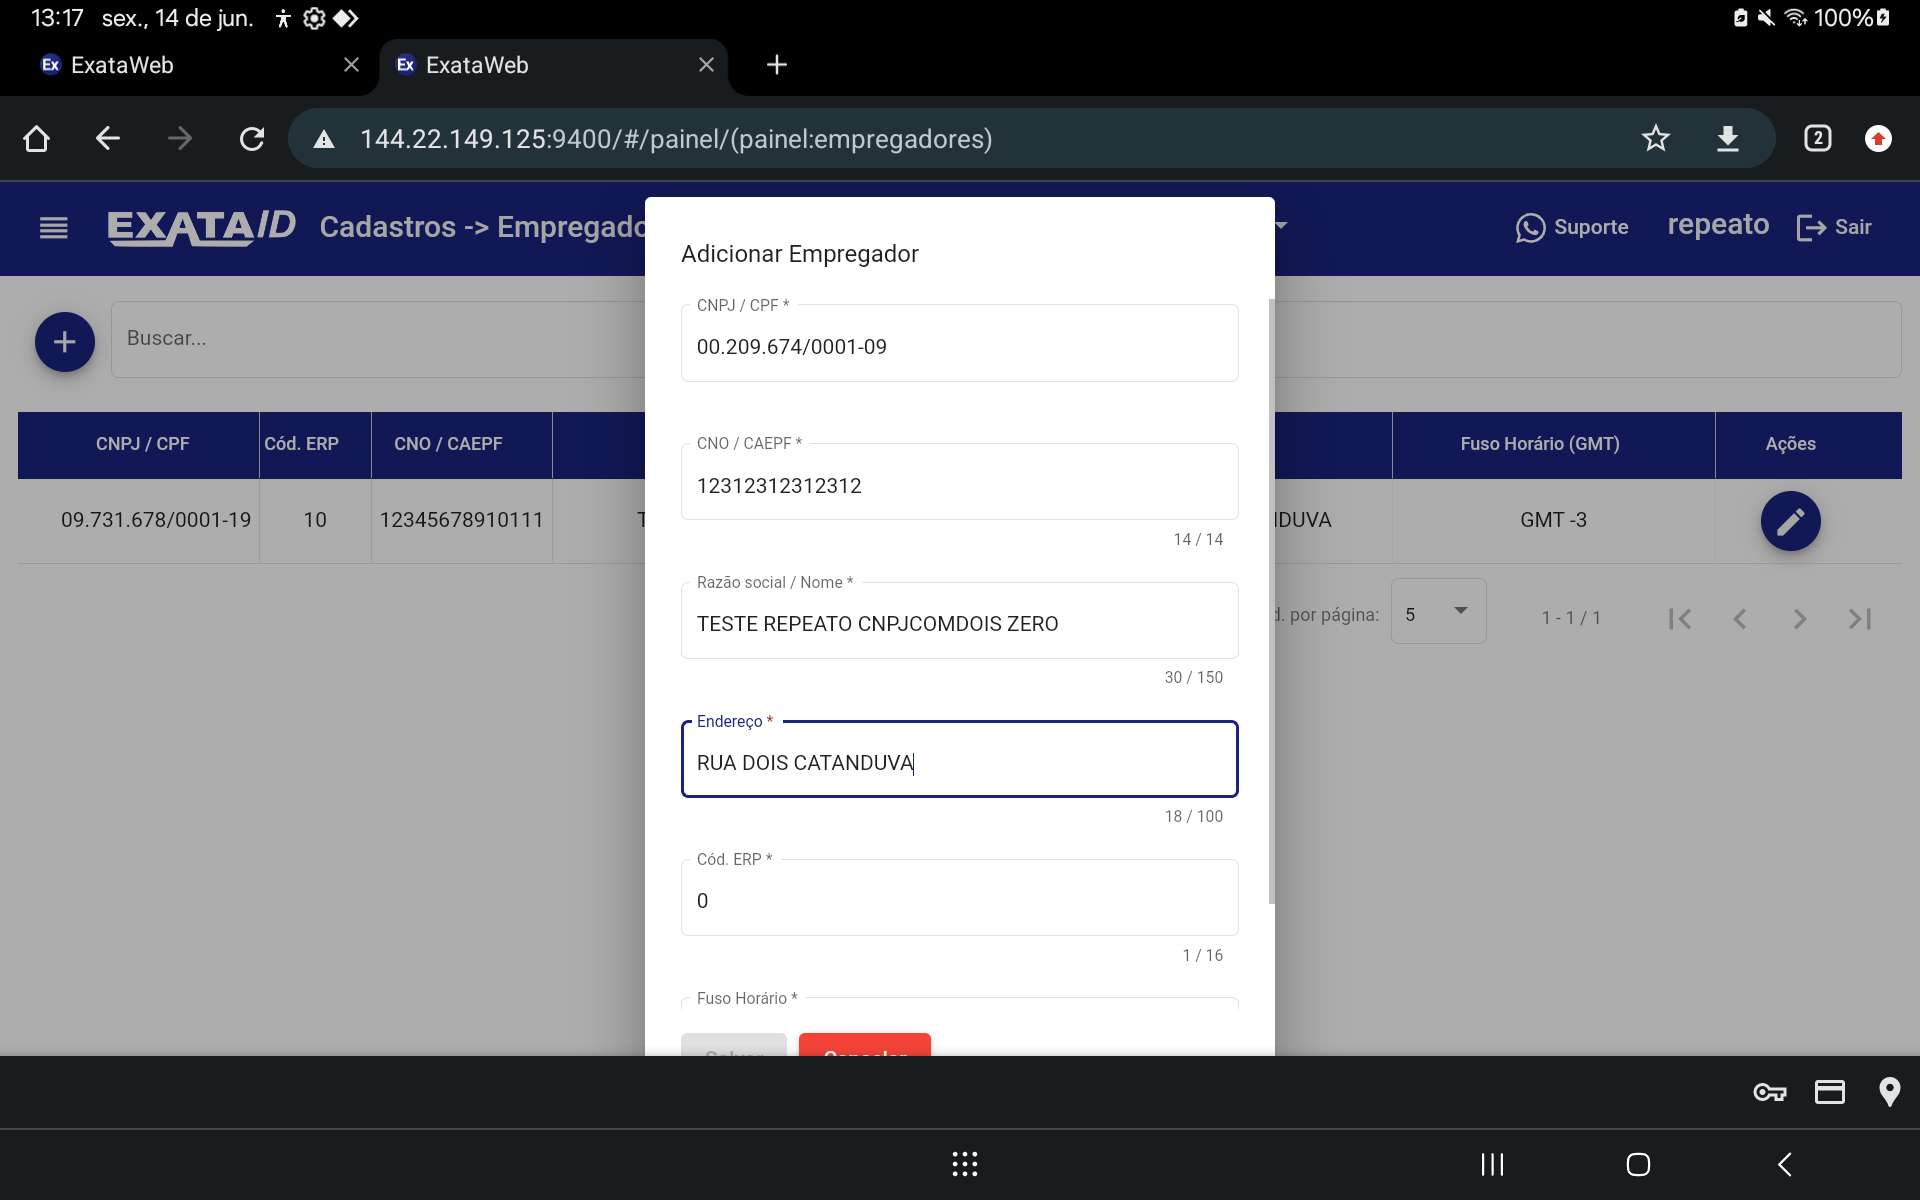 13:17 sex., 14 de jun. 100%
Ex ExataWeb Ex ExataWeb
144.22.149.125:9400/#/painel/(painel:empregadores) 2
EXATAID Cadastros -> Empregado Suporte repeato Sair
Buscar...
CNPJ / CPF Cód. ERP CNO / CAEPF Fuso Horário (GMT) Ações
09.731.678/0001-19 10 12345678910111 T NDUVA GMT -3
d. por página: 5 1 - 1 / 1
Adicionar Empregador
CNPJ / CPF *
00.209.674/0001-09
CNO / CAEPF *
12312312312312
14 / 14
Razão social / Nome *
TESTE REPEATO CNPJCOMDOIS ZERO
30 / 150
Endereço *
RUA DOIS CATANDUVA
18 / 100
Cód. ERP *
0
1 / 16
Fuso Horário *
Salvar Cancelar